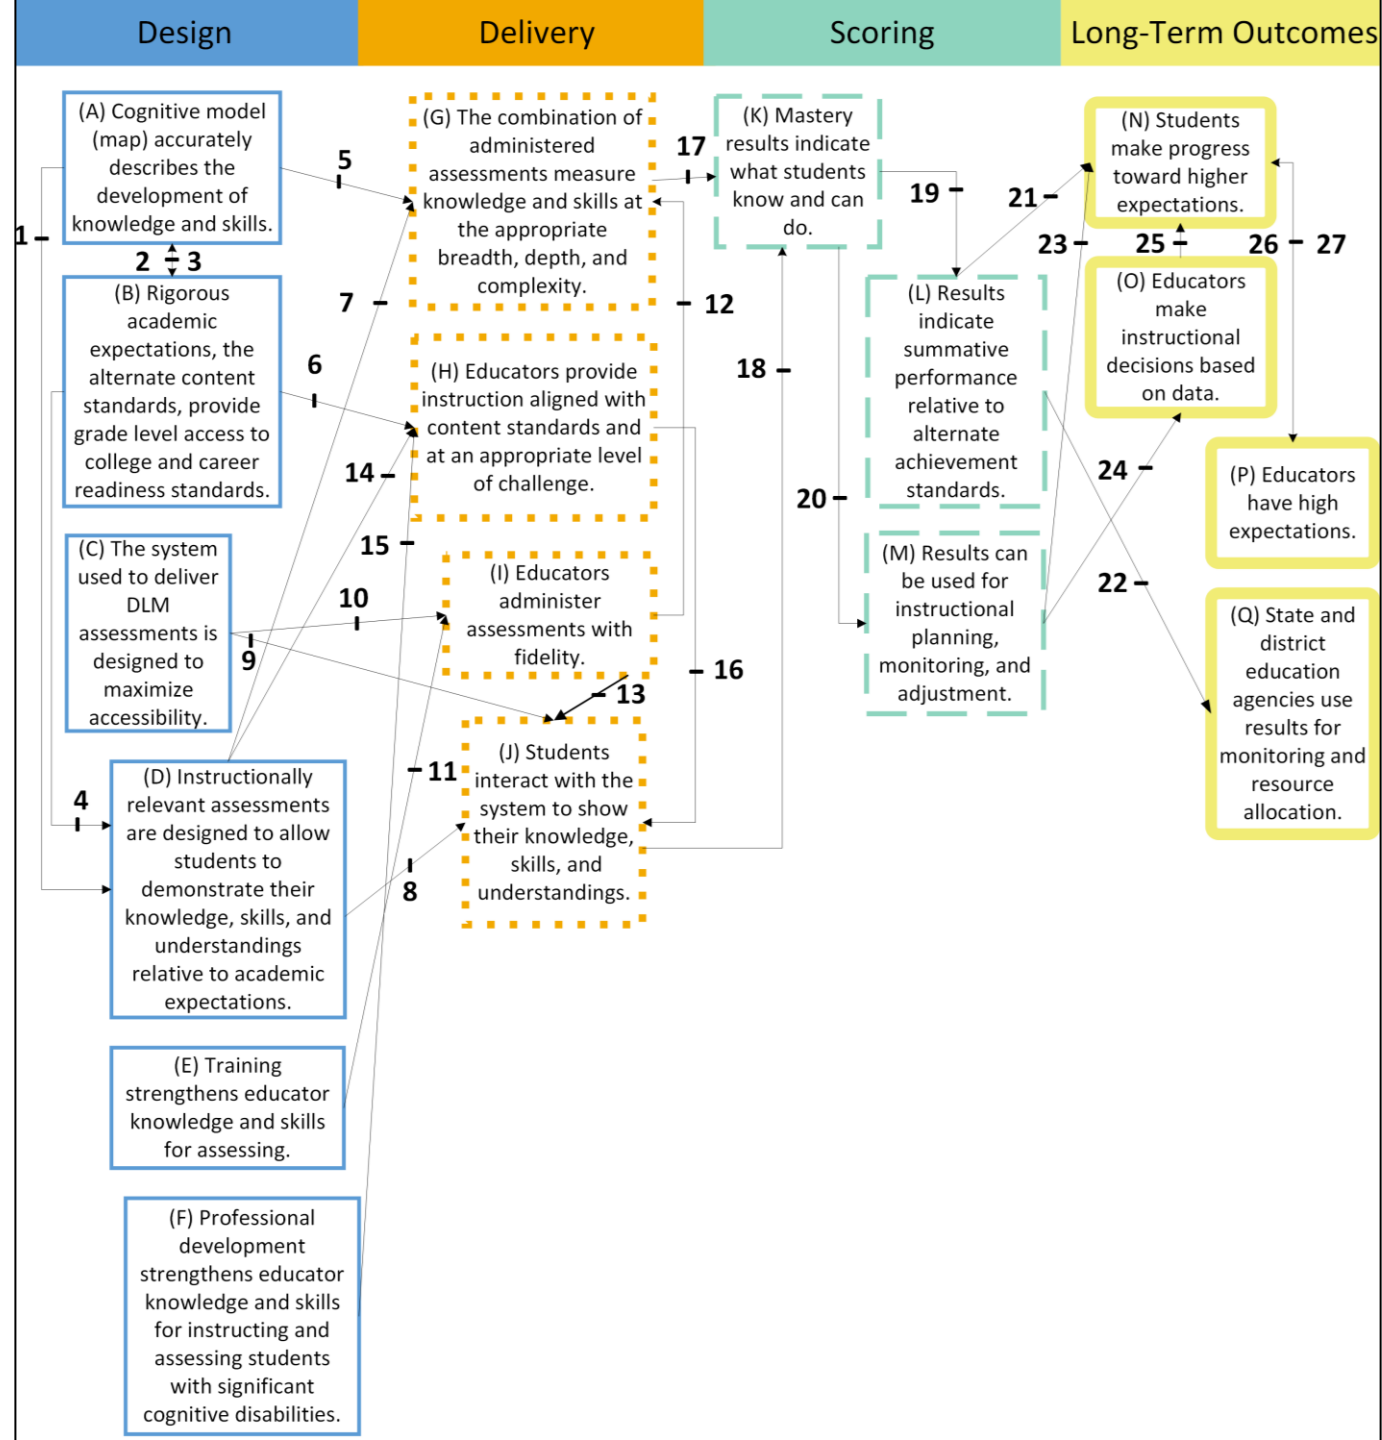 Design
Delivery
Scoring
Long-Term Outcomes
(A) Cognitive model
(map) accurately
describes the
development of
knowledge and skills.
(B) Rigorous
academic
expectations, the
alternate content
standards, provide
grade level access to
college and career
readiness standards.
(C) The system
used to deliver
DLM
assessments is
designed to
maximize
accessibility.
(D) Instructionally
relevant assessments
are designed to allow
students to
demonstrate their
knowledge, skills, and
understandings
relative to academic
expectations.
(E) Training
strengthens educator
knowledge and skills
for assessing.
(F) Professional
development
strengthens educator
knowledge and skills
for instructing and
assessing students
with significant
cognitive disabilities.
1
2
3
4
5
6
7
8
9
10
11
14
15
(G) The combination of
administered
assessments measure
knowledge and skills at
the appropriate
breadth, depth, and
complexity.
(H) Educators provide
instruction aligned with
content standards and
at an appropriate level
of challenge.
(I) Educators
administer
assessments with
fidelity.
(J) Students
interact with the
system to show
their knowledge,
skills, and
understandings.
12
13
16
17
18
(K) Mastery
results indicate
what students
know and can
do.
(L) Results
indicate
summative
performance
relative to
alternate
achievement
standards.
(M) Results can
be used for
instructional
planning,
monitoring, and
adjustment.
19
20
21
22
23
24
25
26
27
(N) Students
make progress
toward higher
expectations.
(O) Educators
make
instructional
decisions based
on data.
(P) Educators
have high
expectations.
(Q) State and
district
education
agencies use
results for
monitoring and
resource
allocation.